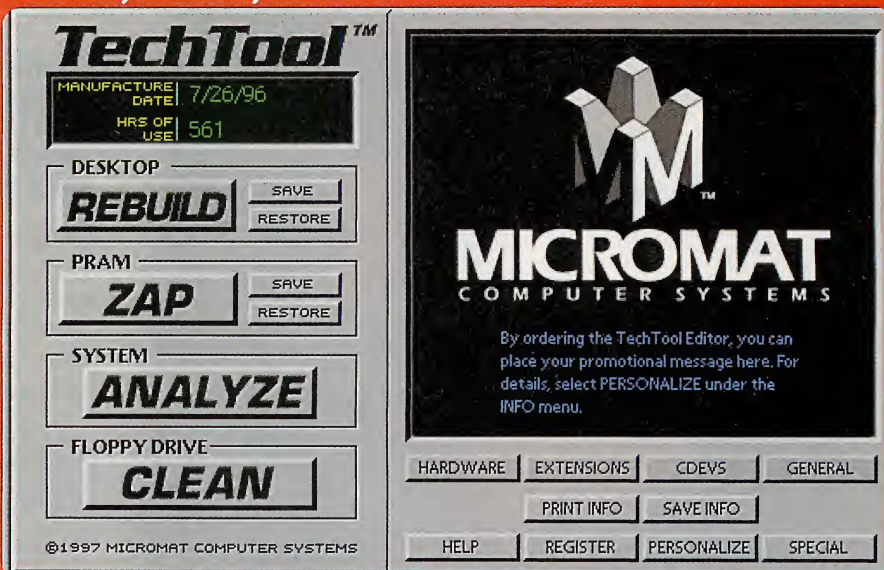 TechTool™
MANUFACTURE
DATE 7/26/96
HRS OF
USE 561
DESKTOP
REBUILD
SAVE
RESTORE
PRAM
ZAP
SAVE
RESTORE
SYSTEM
ANALYZE
FLOPPY DRIVE
CLEAN
©1997 MICROMAT COMPUTER SYSTEMS
TM
MICROMAT
COMPUTER SYSTEMS
By ordering the TechTool Editor, you can
place your promotional message here. For
details, select PERSONALIZE under the
INFO menu.
HARDWARE EXTENSIONS CDEVS GENERAL
PRINT INFO SAVE INFO
HELP REGISTER PERSONALIZE SPECIAL